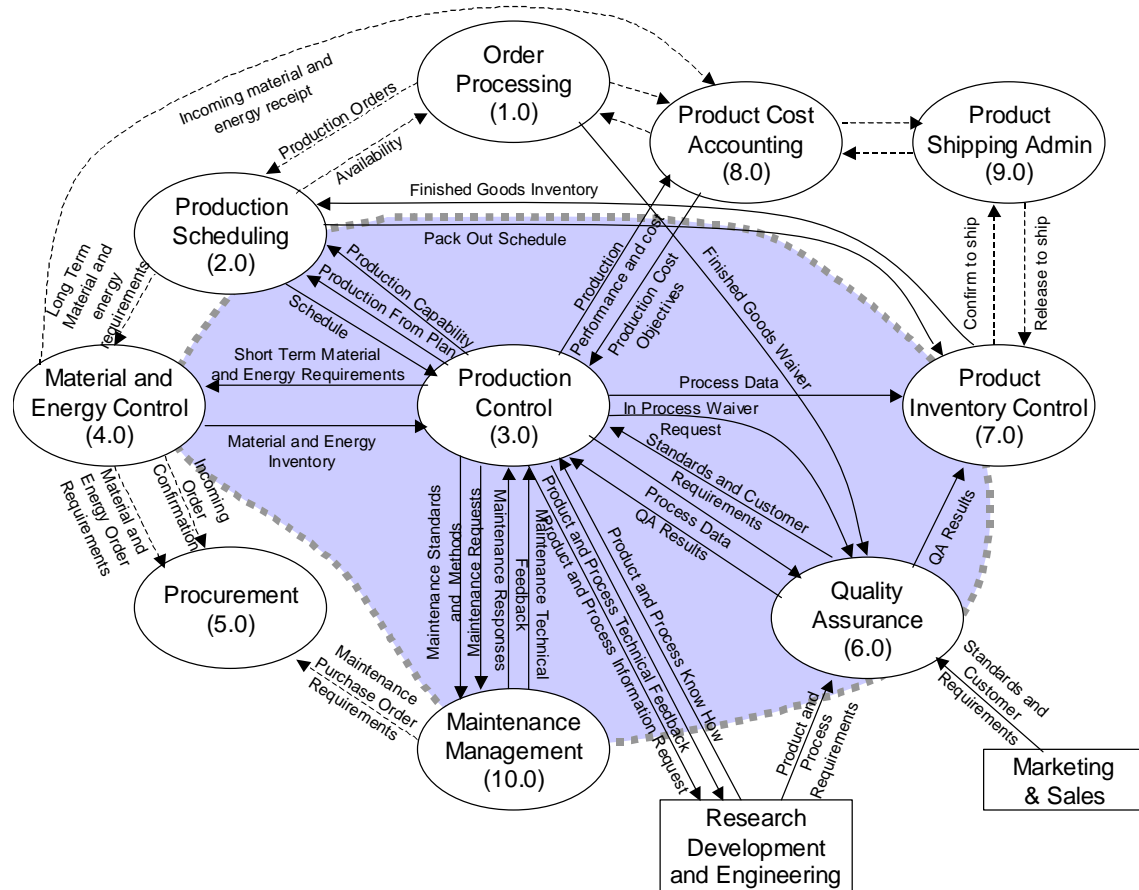 Order
Processing
(1.0)
Incoming material and
energy receipt
Production Orders
Availability
Product Cost
Accounting
(8.0)
Product
Shipping Admin
(9.0)
Production
Scheduling
(2.0)
Finished Goods Inventory
Pack Out Schedule
Long Term
Material and
energy
requirements
Production Capability
Production From Plan
Schedule
Production
Performance and cost
Production Cost
Objectives
Finished Goods Waiver
Confirm to ship
Release to ship
Short Term Material
and Energy Requirements
Material and
Energy Control
(4.0)
Material and Energy
Inventory
Production
Control
(3.0)
Process Data
In Process Waiver
Request
Product
Inventory Control
(7.0)
Standards and Customer
Requirements
Process Data
QA Results
QA Results
Incoming
Order
Confirmation
Material and
Energy Order
Requirements
Procurement
(5.0)
Maintenance Standards
and Methods
Maintenance Requests
Maintenance Responses
Maintenance Technical
Feedback
Product and Process Technical Feedback
Product and Process Information Request
Product and Process Know How
Quality
Assurance
(6.0)
Maintenance
Purchase Order
Requirements
Maintenance
Management
(10.0)
Product and
Process
Requirements
Standards and
Customer
Requirements
Marketing
& Sales
Research
Development
and Engineering